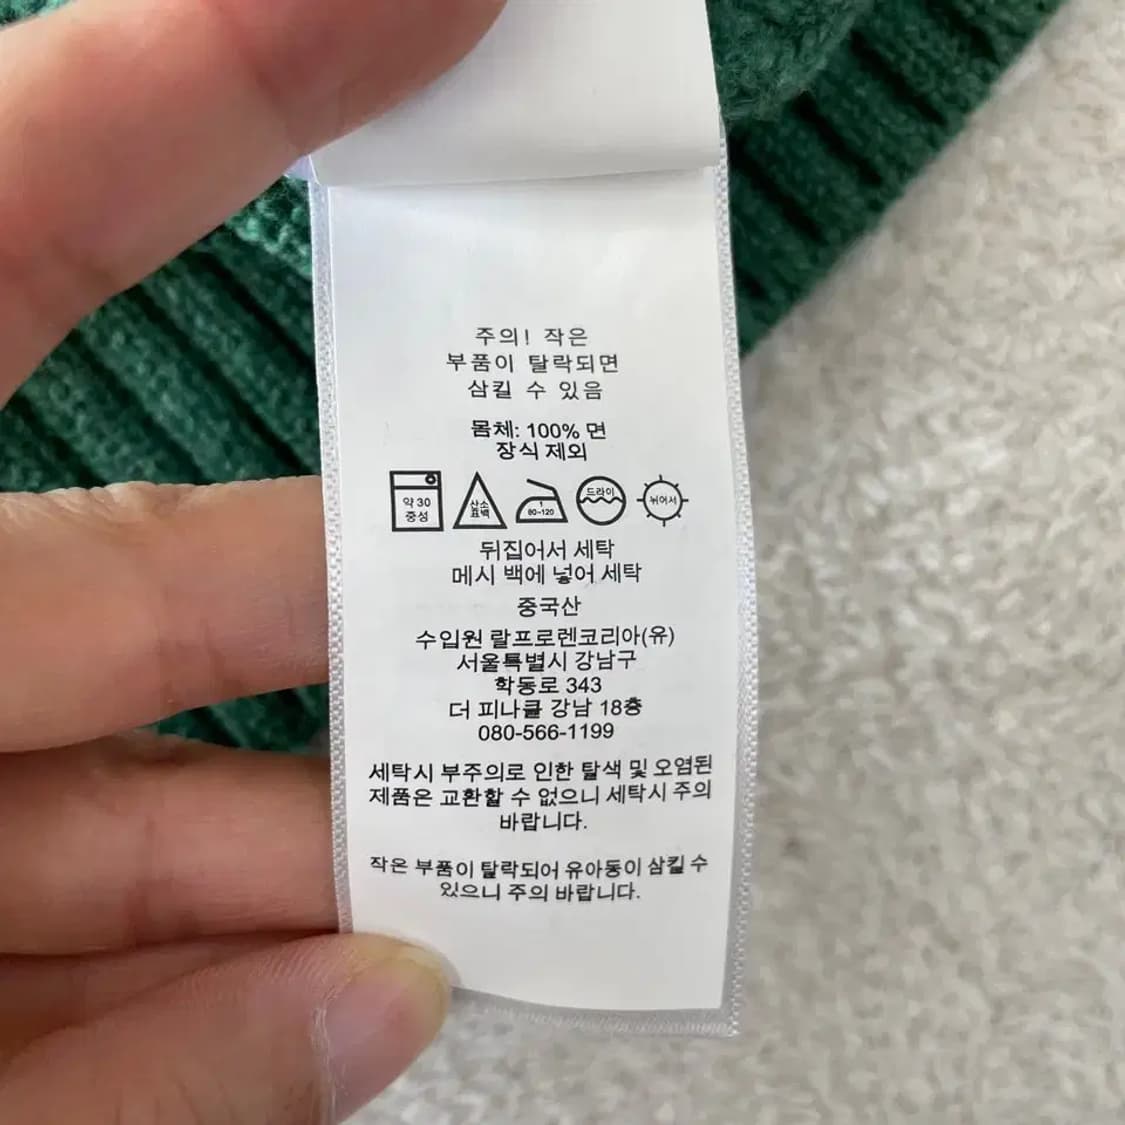 주의! 작은
부품이 탈락되면
삼킬 수 있음
몸체: 100% 면
장식 제외
약 30
중성
산소
표백
1
80~120
드라이
뉘어서
뒤집어서 세탁
메시 백에 넣어 세탁
중국산
수입원 랄프로렌코리아(유)
서울특별시 강남구
학동로 343
더 피나클 강남 18층
080-566-1199
세탁시 부주의로 인한 탈색 및 오염된
제품은 교환할 수 없으니 세탁시 주의
바랍니다.
작은 부품이 탈락되어 유아동이 삼킬 수
있으니 주의 바랍니다.